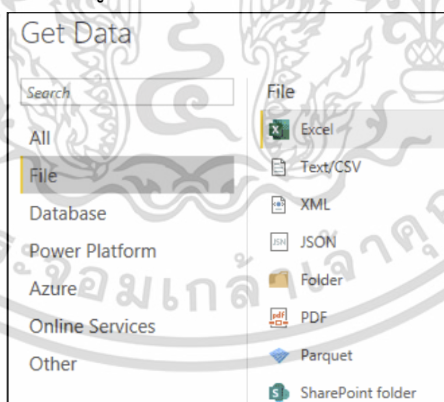 Get Data
Search
All
File
Database
Power Platform
Azure
Online Services
Other
File
Excel
Text/CSV
XML
JSON
Folder
PDF
Parquet
SharePoint folder